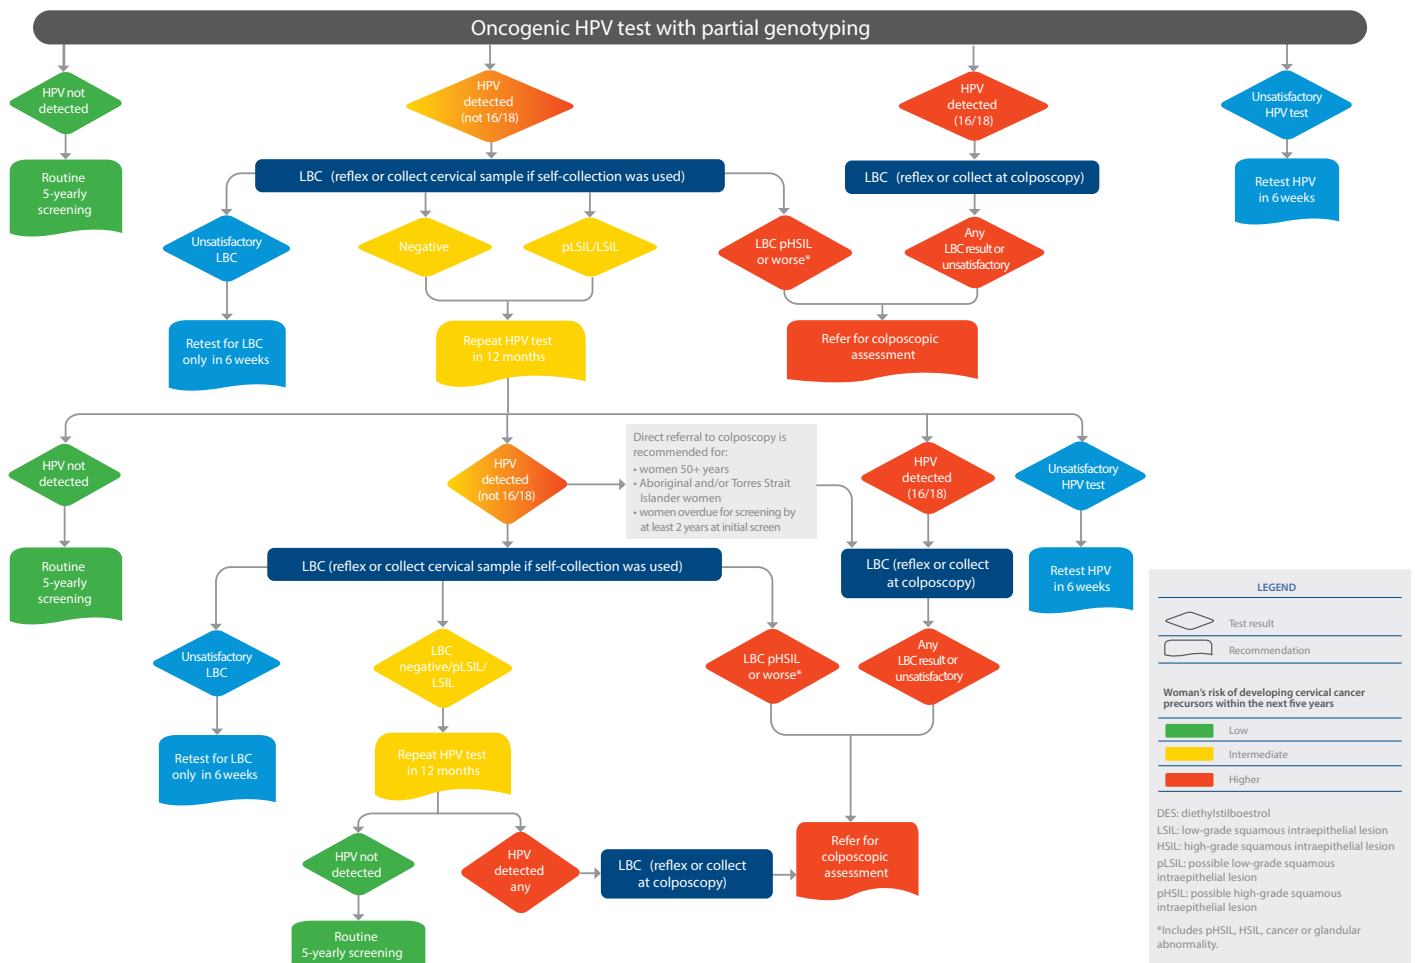 Oncogenic HPV test with partial genotyping
HPV not
detected
HPV
detected
(not 16/18)
HPV
detected
(16/18)
Unsatisfactory
HPV test
Routine
5-yearly
screening
LBC (reflex or collect cervical sample if self-collection was used)
LBC (reflex or collect at colposcopy)
Retest HPV
in 6 weeks
Unsatisfactory
LBC
Negative
pLSIL/LSIL
LBC pHSIL
or worse*
Any
LBC result or
unsatisfactory
Retest for LBC
only in 6 weeks
Repeat HPV test
in 12 months
Refer for colposcopic
assessment
HPV not
detected
HPV
detected
(not 16/18)
Direct referral to colposcopy is
recommended for:
• women 50+ years
• Aboriginal and/or Torres Strait
Islander women
• women overdue for screening by
at least 2 years at initial screen
HPV
detected
(16/18)
Unsatisfactory
HPV test
Routine
5-yearly
screening
LBC (reflex or collect cervical sample if self-collection was used)
LBC (reflex or collect
at colposcopy)
Retest HPV
in 6 weeks
Unsatisfactory
LBC
LBC
negative/pLSIL/
LSIL
LBC pHSIL
or worse*
Any
LBC result or
unsatisfactory
Retest for LBC
only in 6 weeks
Repeat HPV test
in 12 months
HPV not
detected
HPV
detected
any
LBC (reflex or collect
at colposcopy)
Refer for
colposcopic
assessment
Routine
5-yearly screening
LEGEND
Test result
Recommendation
Woman's risk of developing cervical cancer
precursors within the next five years
Low
Intermediate
Higher
DES: diethylstilboestrol
LSIL: low-grade squamous intraepithelial lesion
HSIL: high-grade squamous intraepithelial lesion
pLSIL: possible low-grade squamous
intraepithelial lesion
pHSIL: possible high-grade squamous
intraepithelial lesion
*Includes pHSIL, HSIL, cancer or glandular
abnormality.